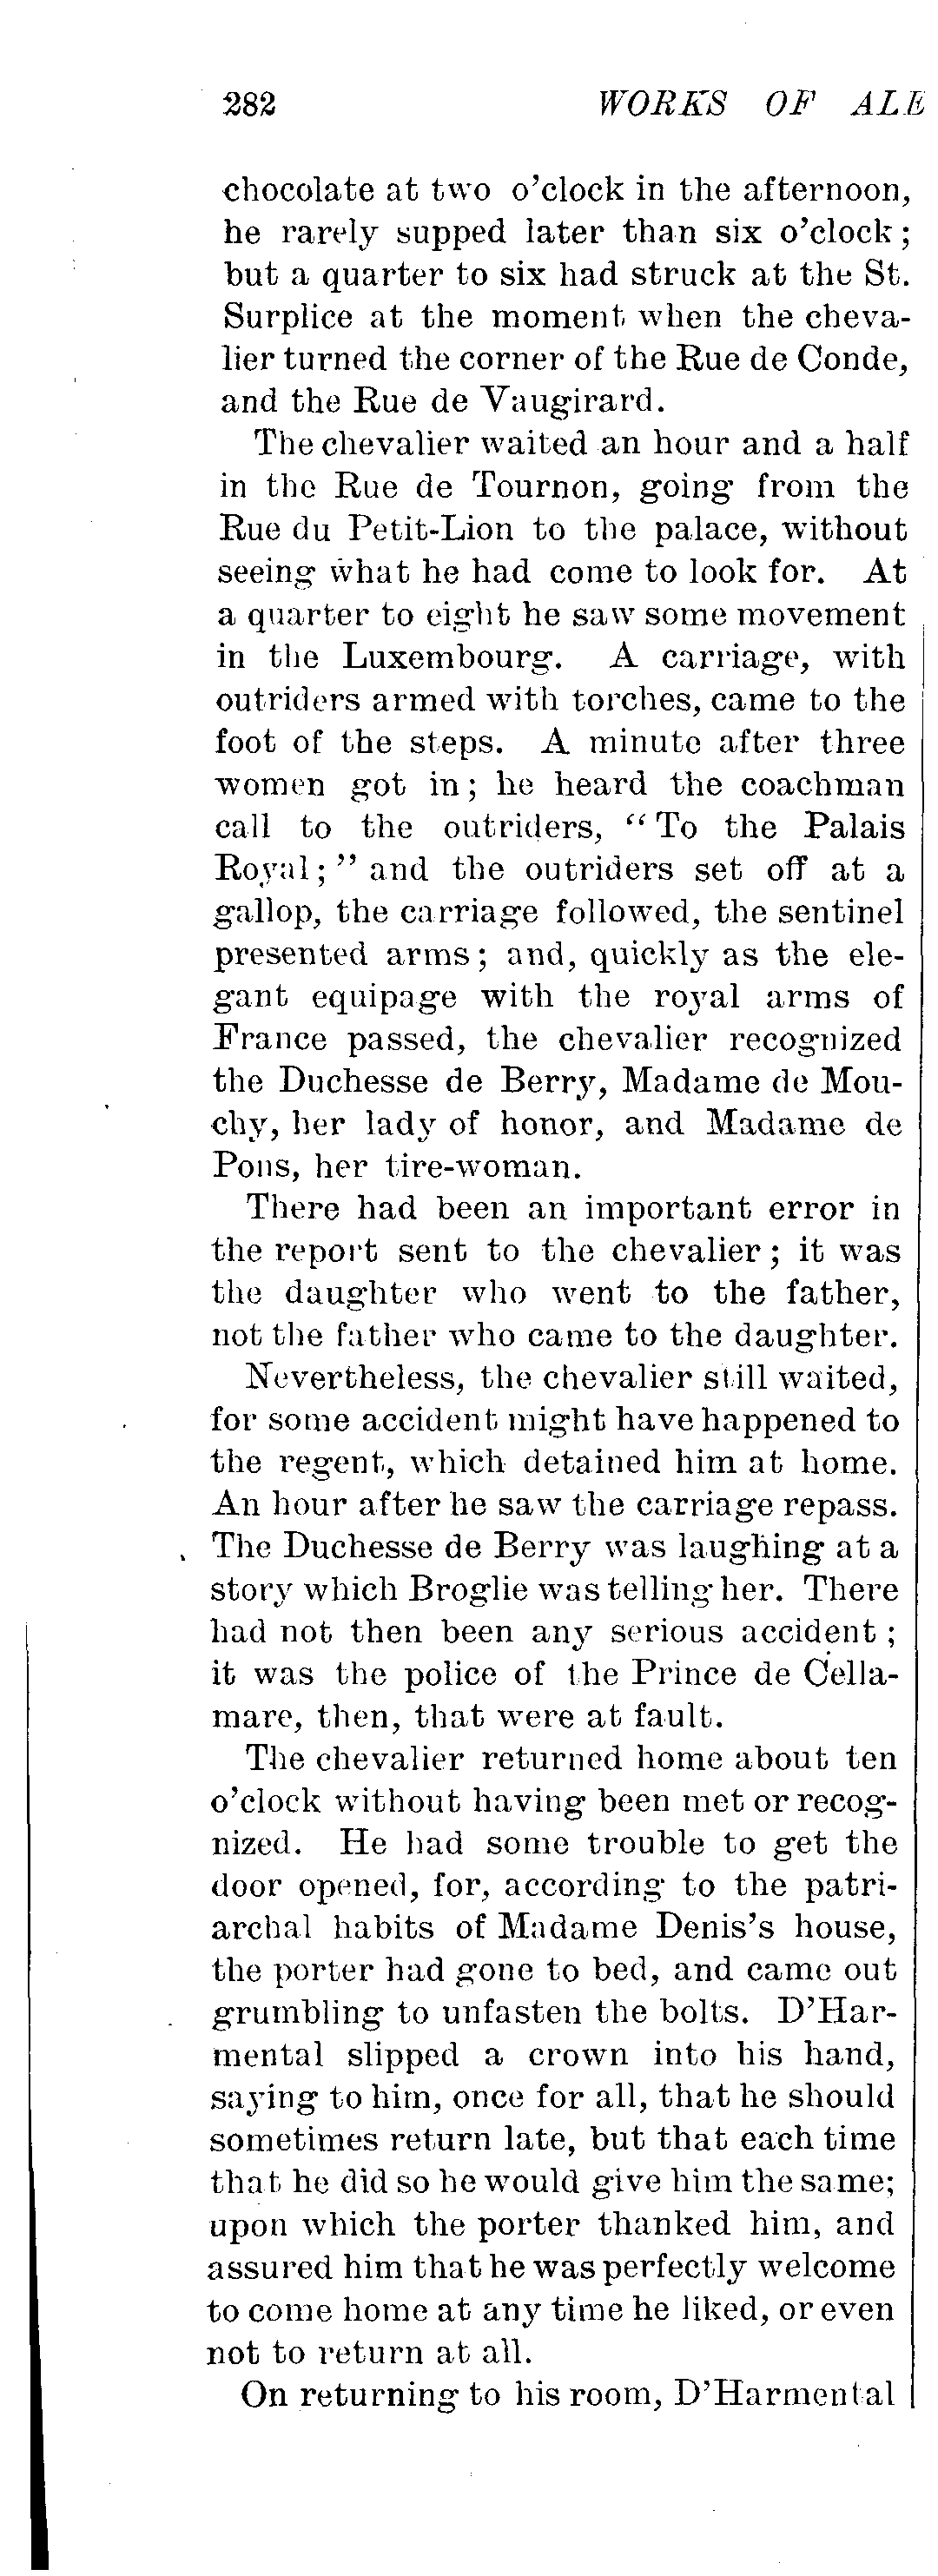 282 WORKS OF ALE
chocolate at two o'clock in the afternoon,
he rarely supped later than six o'clock;
but a quarter to six had struck at the St.
Surplice at the moment when the cheva-
lier turned the corner of the Rue de Conde,
and the Rue de Vaugirard.
The chevalier waited an hour and a half
in the Rue de Tournon, going from the
Rue du Petit-Lion to the palace, without
seeing what he had come to look for. At
a quarter to eight he saw some movement
in the Luxembourg. A carriage, with
outriders armed with torches, came to the
foot of the steps. A minute after three
women got in; he heard the coachman
call to the outriders, "To the Palais
Royal;" and the outriders set off at a
gallop, the carriage followed, the sentinel
presented arms; and, quickly as the ele-
gant equipage with the royal arms of
France passed, the chevalier recognized
the Duchesse de Berry, Madame de Mou-
chy, her lady of honor, and Madame de
Pons, her tire-woman.
There had been an important error in
the report sent to the chevalier; it was
the daughter who went to the father,
not the father who came to the daughter.
Nevertheless, the chevalier still waited,
for some accident might have happened to
the regent, which detained him at home.
An hour after he saw the carriage repass.
The Duchesse de Berry was laughing at a
story which Broglie was telling her. There
had not then been any serious accident;
it was the police of the Prince de Cella-
mare, then, that were at fault.
The chevalier returned home about ten
o'clock without having been met or recog-
nized. He had some trouble to get the
door opened, for, according to the patri-
archal habits of Madame Denis's house,
the porter had gone to bed, and came out
grumbling to unfasten the bolts. D'Har-
mental slipped a crown into his hand,
saying to him, once for all, that he should
sometimes return late, but that each time
that he did so he would give him the same;
upon which the porter thanked him, and
assured him that he was perfectly welcome
to come home at any time he liked, or even
not to return at all.
On returning to his room, D'Harmental